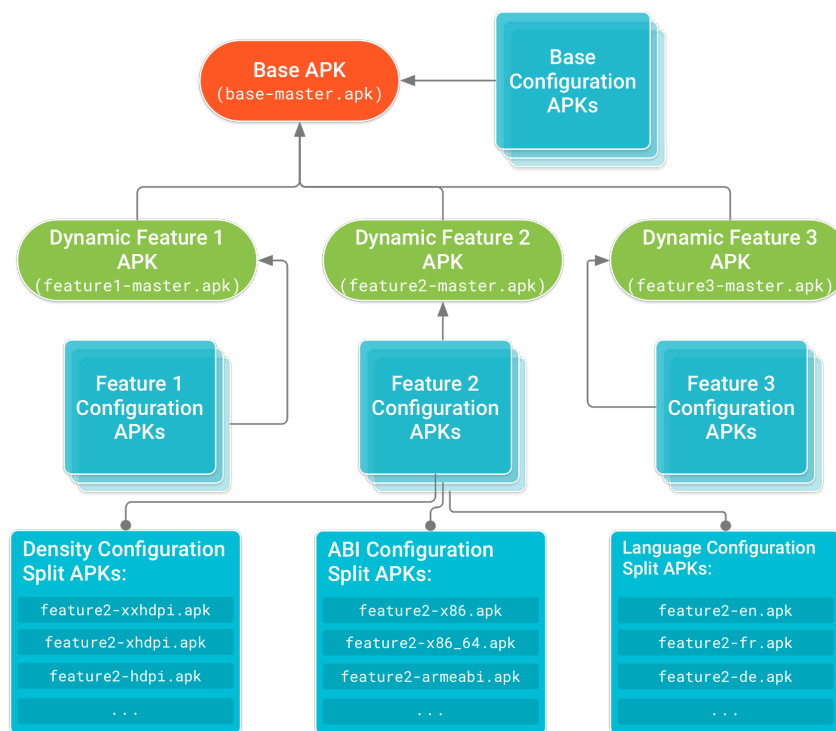 Base APK
(base-master.apk)
Base
Configuration
APKs
Dynamic Feature 1
APK
(feature1-master.apk)
Dynamic Feature 2
APK
(feature2-master.apk)
Dynamic Feature 3
APK
(feature3-master.apk)
Feature 1
Configuration
APKs
Feature 2
Configuration
APKs
Feature 3
Configuration
APKs
Density Configuration
Split APKs:
feature2-xxhdpi.apk
feature2-xhdpi.apk
feature2-hdpi.apk
...
ABI Configuration
Split APKs:
feature2-x86.apk
feature2-x86_64.apk
feature2-armeabi.apk
...
Language Configuration
Split APKs:
feature2-en.apk
feature2-fr.apk
feature2-de.apk
...